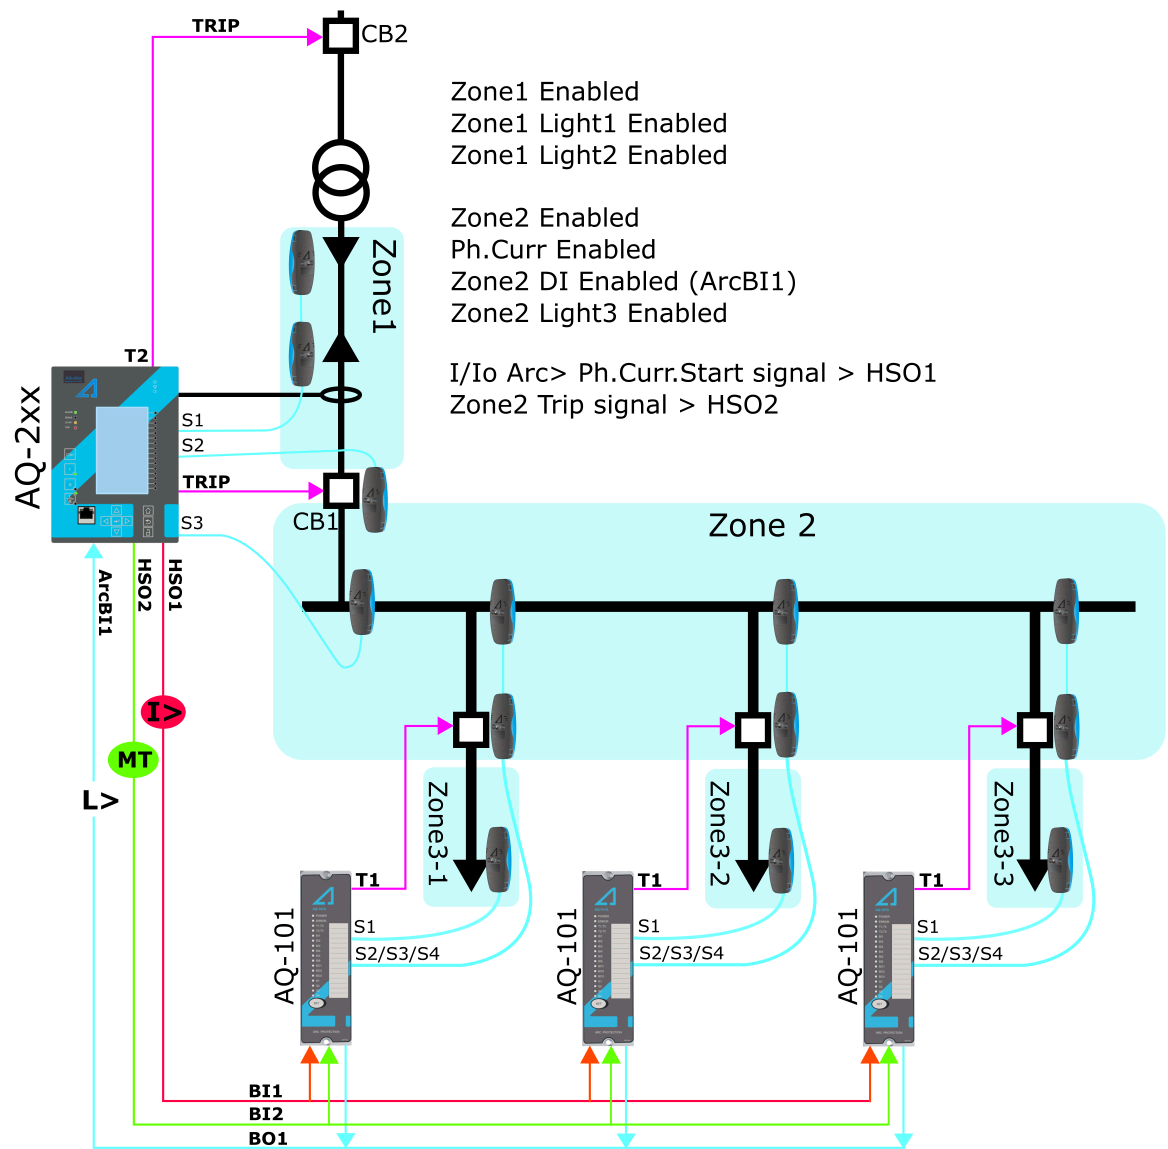 TRIP
CB2
Zone1 Enabled
Zone1 Light1 Enabled
Zone1 Light2 Enabled
Zone2 Enabled
Ph.Curr Enabled
Zone2 DI Enabled (ArcBI1)
Zone2 Light3 Enabled
I/Io Arc> Ph.Curr.Start signal > HSO1
Zone2 Trip signal > HSO2
Zone1
T2
AQ-2xx
S1
S2
TRIP
S3
CB1
Zone 2
ArcBI1
HSO2
HSO1
I>
MT
L>
Zone3-1
Zone3-2
Zone3-3
T1
T1
T1
AQ-101
S1
S2/S3/S4
AQ-101
S1
S2/S3/S4
AQ-101
S1
S2/S3/S4
BI1
BI2
BO1